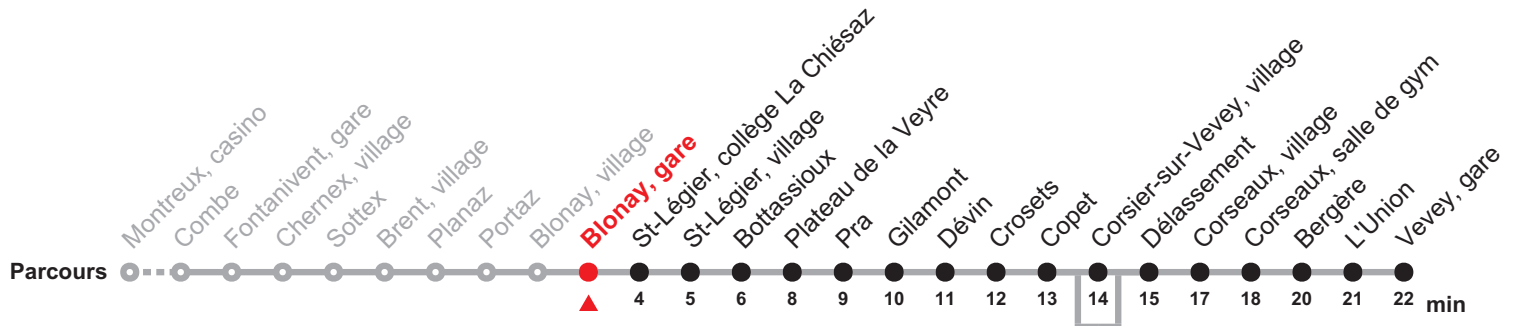 Montreux, casino
Combe
Fontanivent, gare
Chernex, village
Sottex
Brent, village
Planaz
Portaz
Blonay, village
Blonay, gare
St-Légier, collège La Chiésaz
St-Légier, village
Bottassioux
Plateau de la Veyre
Pra
Gilamont
Dévin
Crosets
Copet
Corsier-sur-Vevey, village
Délassement
Corseaux, village
Corseaux, salle de gym
Bergère
L'Union
Vevey, gare
Parcours
4 5 6 8 9 10 11 12 13 14 15 17 18 20 21 22 min